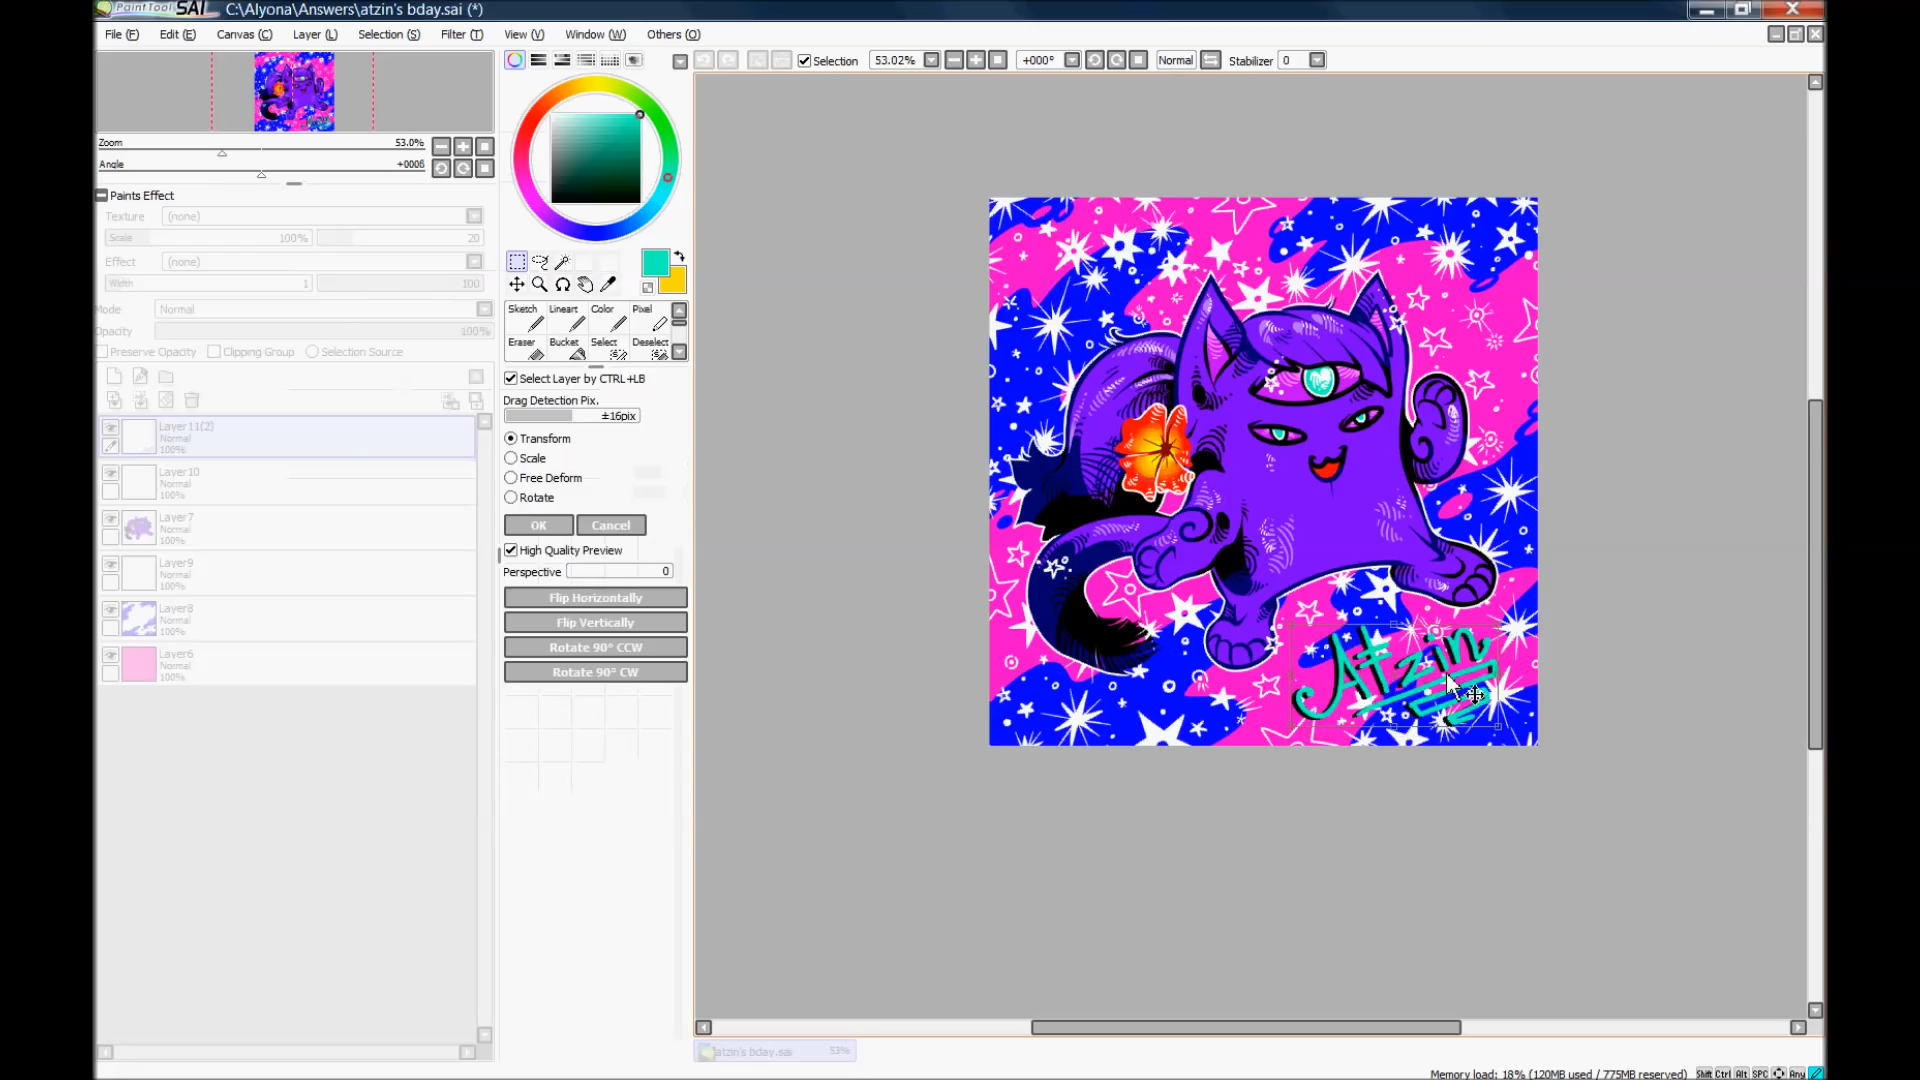 PaintTool SAI C:\Alyona\Answers\atzin's bday.sai (*)
File (F) Edit (E) Canvas (C) Layer (L) Selection (S) Filter (T) View (V) Window (W) Others (O)
Selection 53.02% +000° Normal Stabilizer 0
Zoom 53.0%
Angle +0006
Paints Effect
Texture (none)
Scale 100% 20
Effect (none)
Width 1 100
Mode Normal
Opacity 100%
Preserve Opacity Clipping Group Selection Source
Layer11(2)
Normal
100%
Layer10
Normal
100%
Layer7
Normal
100%
Layer9
Normal
100%
Layer8
Normal
100%
Layer6
Normal
100%
Sketch Lineart Color Pixel
Eraser Bucket Select Deselect
Select Layer by CTRL+LB
Drag Detection Pix.
±16pix
Transform
Scale
Free Deform
Rotate
OK Cancel
High Quality Preview
Perspective 0
Flip Horizontally
Flip Vertically
Rotate 90° CCW
Rotate 90° CW
Atzin
atzin's bday.sai 53%
Memory load: 18% (120MB used / 775MB reserved) Shift Ctrl Alt SPC Any